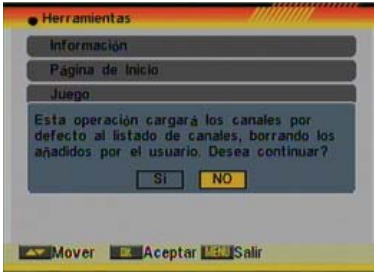 Herramientas
Información
Página de Inicio
Juego
Esta operación cargará los canales por
defecto al listado de canales, borrando los
añadidos por el usuario. Desea continuar?
Si NO
Mover OK Aceptar MENU Salir